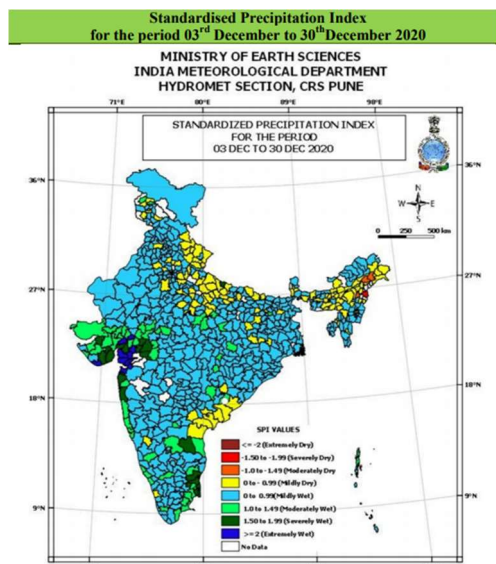 Standardised Precipitation Index
for the period 03rd December to 30thDecember 2020
MINISTRY OF EARTH SCIENCES
INDIA METEOROLOGICAL DEPARTMENT
HYDROMET SECTION, CRS PUNE
71°E 80°E 89°E 98°E
STANDARDIZED PRECIPITATION INDEX
FOR THE PERIOD
03 DEC TO 30 DEC 2020
36°N 36°N
N
W E
S
0 250 500 km
27°N 27°N
18°N 18°N
SPI VALUES
<= -2 (Extremely Dry)
-1.50 to -1.99 (Severely Dry)
-1.0 to -1.49 (Moderately Dry
0 to -0.99 (Mildly Dry)
0 to 0.99(Mildly Wet)
1.0 to 1.49 (Moderately Wet)
1.50 to 1.99 (Severely Wet)
>= 2 (Extremely Wet)
No Data
9°N 9°N